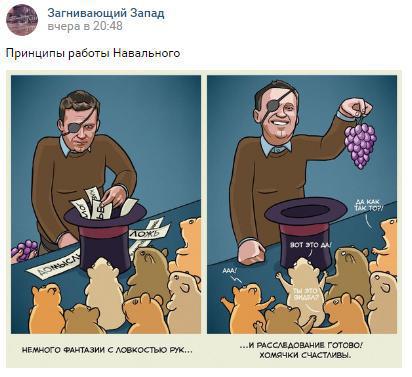 Загнивающий Запад
вчера в 20:48
Принципы работы Навального
ЛОЖЬ
ДОМЫСЛЫ
НЕМНОГО ФАНТАЗИИ С ЛОВКОСТЬЮ РУК...
ДА КАК
ТАК ТО?!
ВОТ ЭТО ДА!
ААА!
ТЫ ЭТО
ВИДЕЛ?
...И РАССЛЕДОВАНИЕ ГОТОВО!
ХОМЯЧКИ СЧАСТЛИВЫ.